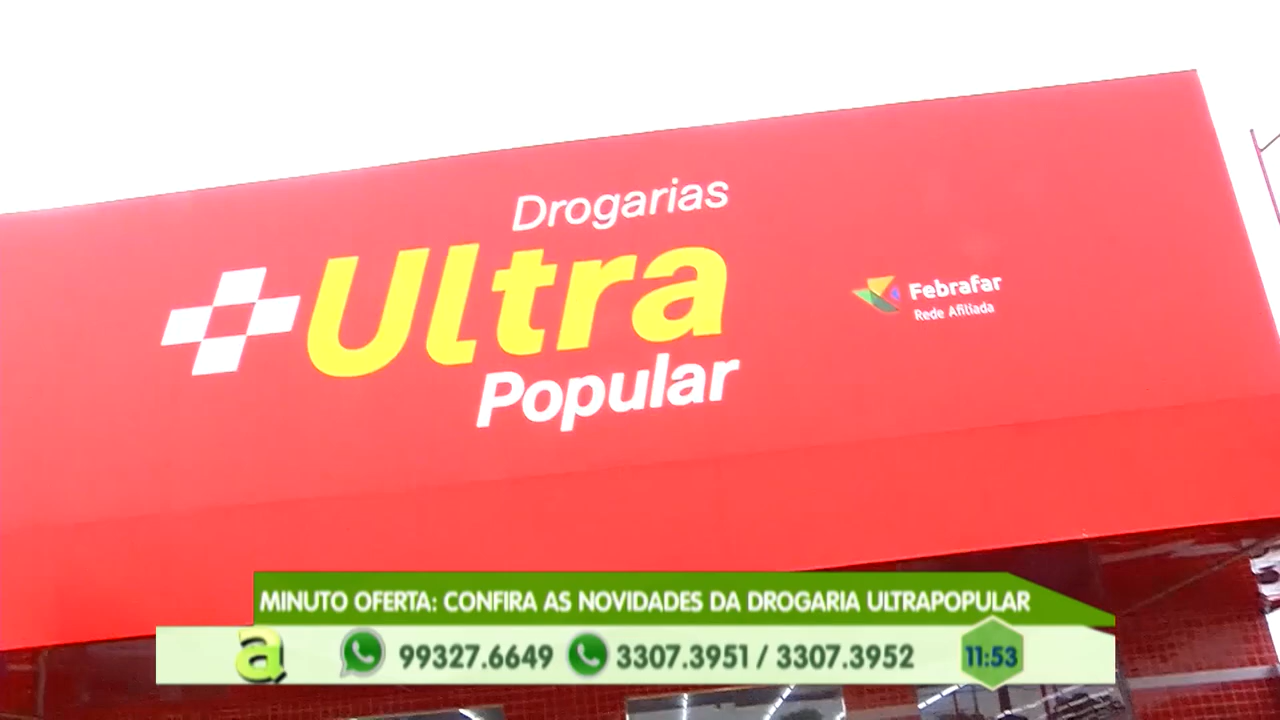 Drogarias
Ultra
Popular
Febrafar
Rede Afiliada
MINUTO OFERTA: CONFIRA AS NOVIDADES DA DROGARIA ULTRAPOPULAR
a 99327.6649 3307.3951 / 3307.3952 11:53